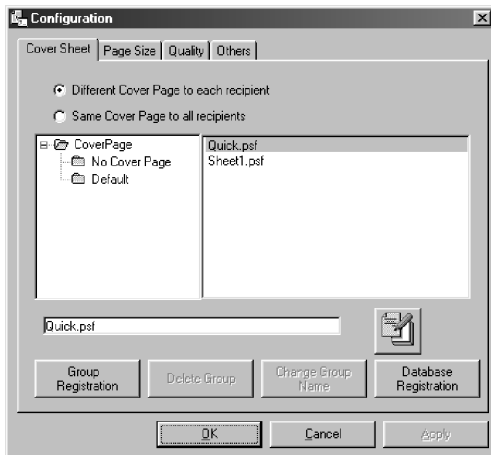 Configuration
Cover Sheet Page Size Quality Others
Different Cover Page to each recipient
Same Cover Page to all recipients
CoverPage
No Cover Page
Default
Quick.psf
Sheet1.psf
Quick.psf
Group Registration
Delete Group
Change Group Name
Database Registration
OK Cancel Apply